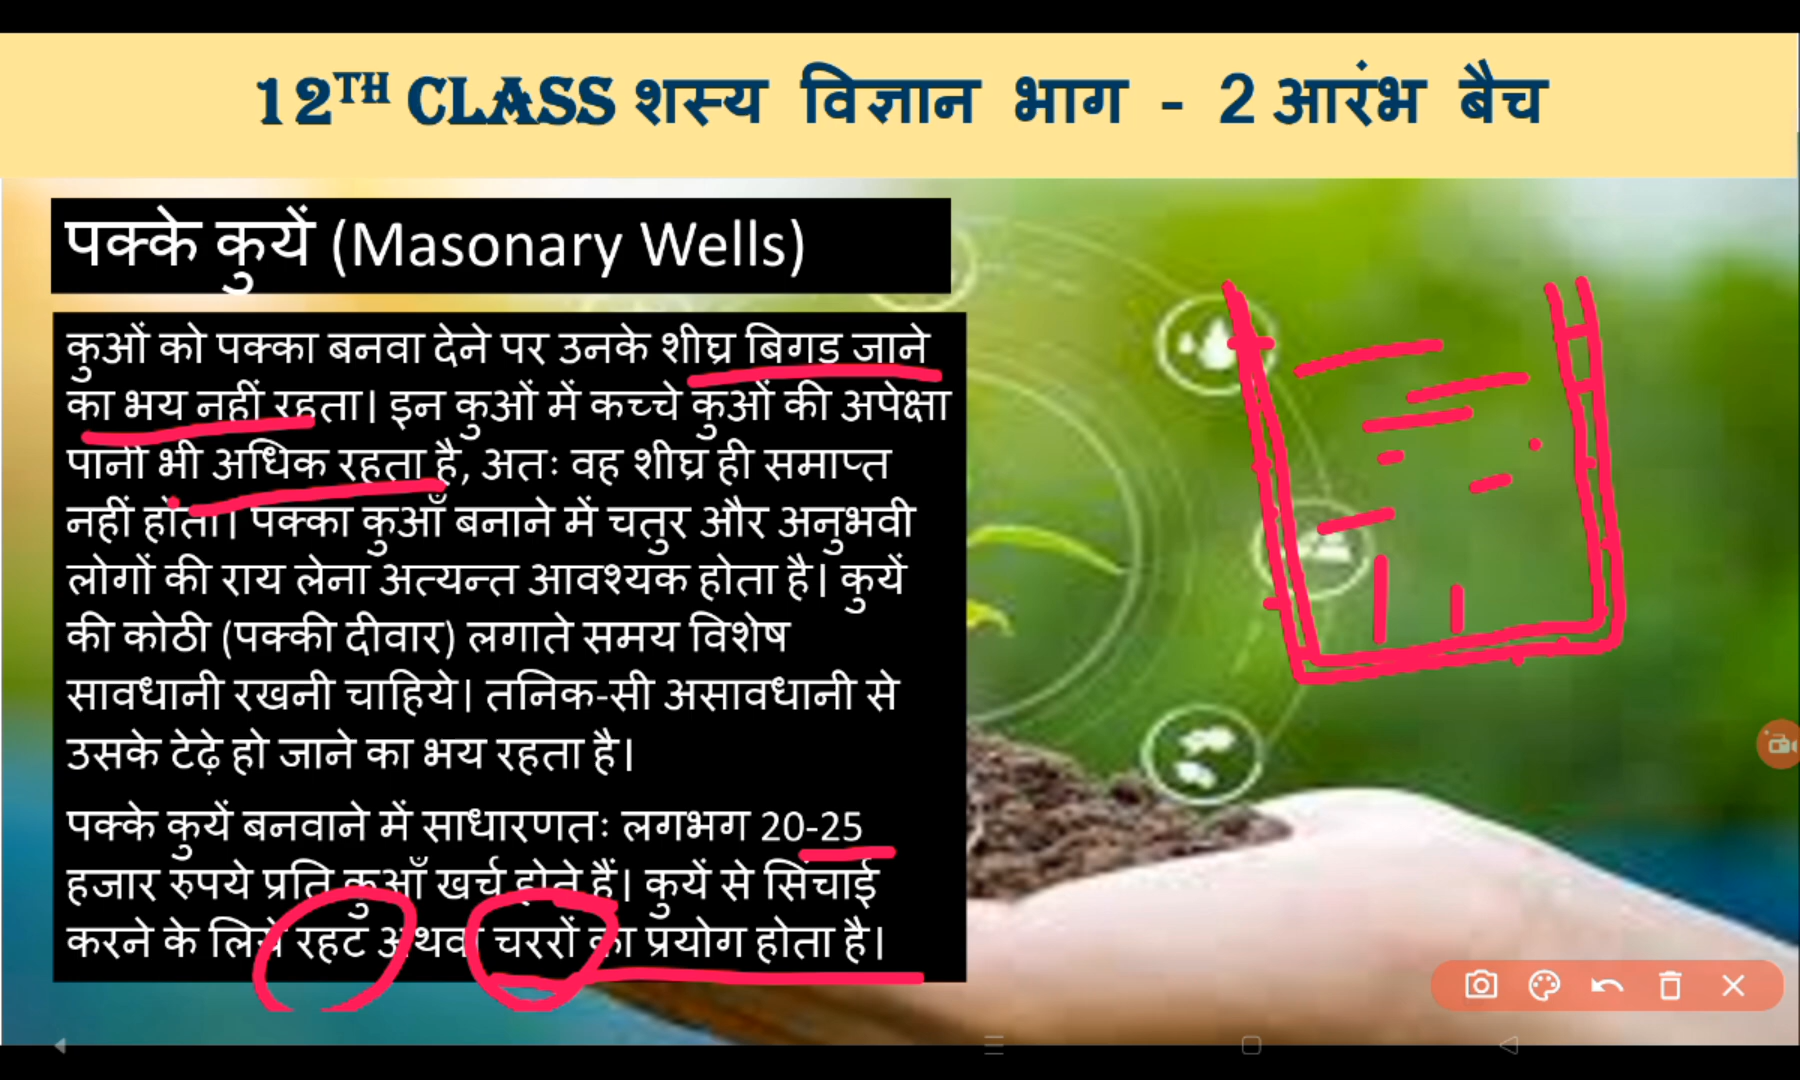 12TH CLASS शस्य विज्ञान भाग - 2 आरंभ बैच
पक्के कुयें (Masonary Wells)
कुओं को पक्का बनवा देने पर उनके शीघ्र बिगड जाने
का भय नहीं रहता। इन कुओं में कच्चे कुओं की अपेक्षा
पानी भी अधिक रहता है, अतः वह शीघ्र ही समाप्त
नहीं होता। पक्का कुआँ बनाने में चतुर और अनुभवी
लोगों की राय लेना अत्यन्त आवश्यक होता है। कुयें
की कोठी (पक्की दीवार) लगाते समय विशेष
सावधानी रखनी चाहिये। तनिक-सी असावधानी से
उसके टेढ़े हो जाने का भय रहता है।
पक्के कुयें बनवाने में साधारणतः लगभग 20-25
हजार रुपये प्रति कुआँ खर्च होते हैं। कुयें से सिंचाई
करने के लिये रहट अथवा चररों का प्रयोग होता है।